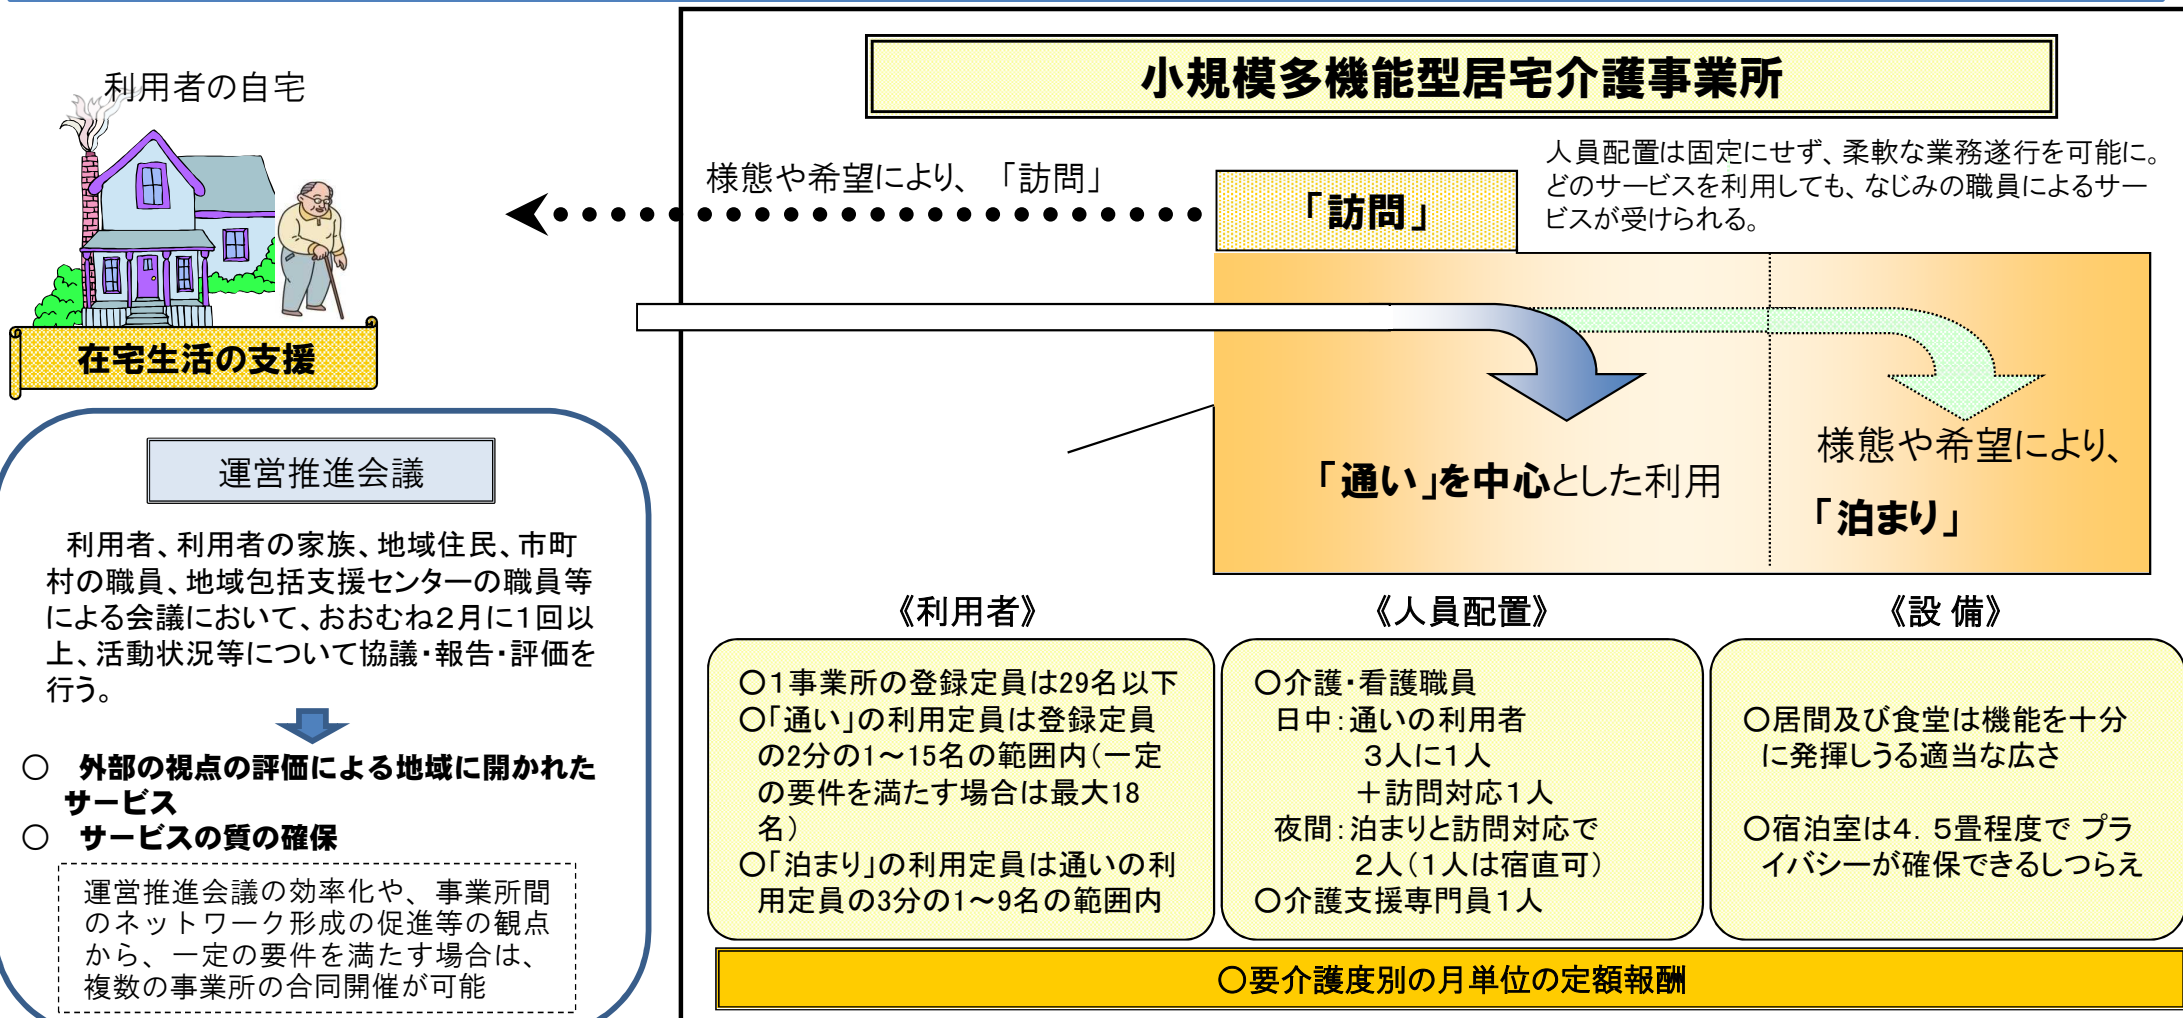 利用者の自宅
在宅生活の支援
運営推進会議
利用者、利用者の家族、地域住民、市町
村の職員、地域包括支援センターの職員等
による会議において、おおむね２月に１回以
上、活動状況等について協議・報告・評価を
行う。
○　外部の視点の評価による地域に開かれた
サービス
○　サービスの質の確保
運営推進会議の効率化や、事業所間
のネットワーク形成の促進等の観点
から、一定の要件を満たす場合は、
複数の事業所の合同開催が可能
小規模多機能型居宅介護事業所
様態や希望により、「訪問」
「訪問」
人員配置は固定にせず、柔軟な業務遂行を可能に。
どのサービスを利用しても、なじみの職員によるサー
ビスが受けられる。
「通い」を中心とした利用
様態や希望により、
「泊まり」
《利用者》
○１事業所の登録定員は29名以下
○「通い」の利用定員は登録定員
の2分の1～15名の範囲内（一定
の要件を満たす場合は最大18
名）
○「泊まり」の利用定員は通いの利
用定員の3分の1～9名の範囲内
《人員配置》
○介護・看護職員
日中：通いの利用者
３人に１人
＋訪問対応１人
夜間：泊まりと訪問対応で
２人（１人は宿直可）
○介護支援専門員１人
《設 備》
○居間及び食堂は機能を十分
に発揮しうる適当な広さ
○宿泊室は４．５畳程度で プラ
イバシーが確保できるしつらえ
○要介護度別の月単位の定額報酬